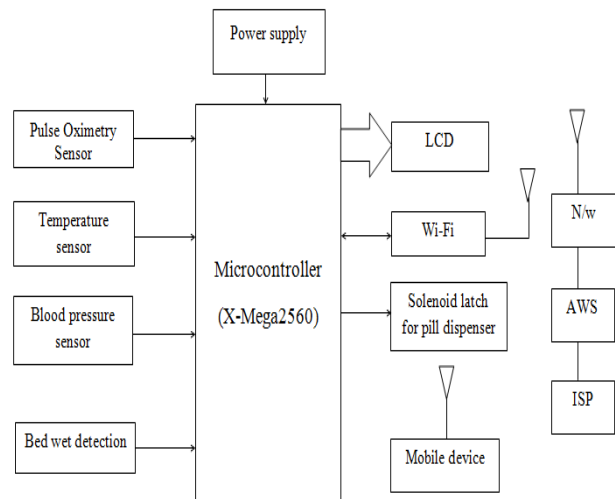 Power supply
Pulse Oximetry
Sensor
Temperature
sensor
Blood pressure
sensor
Bed wet detection
Microcontroller
(X-Mega2560)
LCD
Wi-Fi
Solenoid latch
for pill dispenser
Mobile device
N/w
AWS
ISP